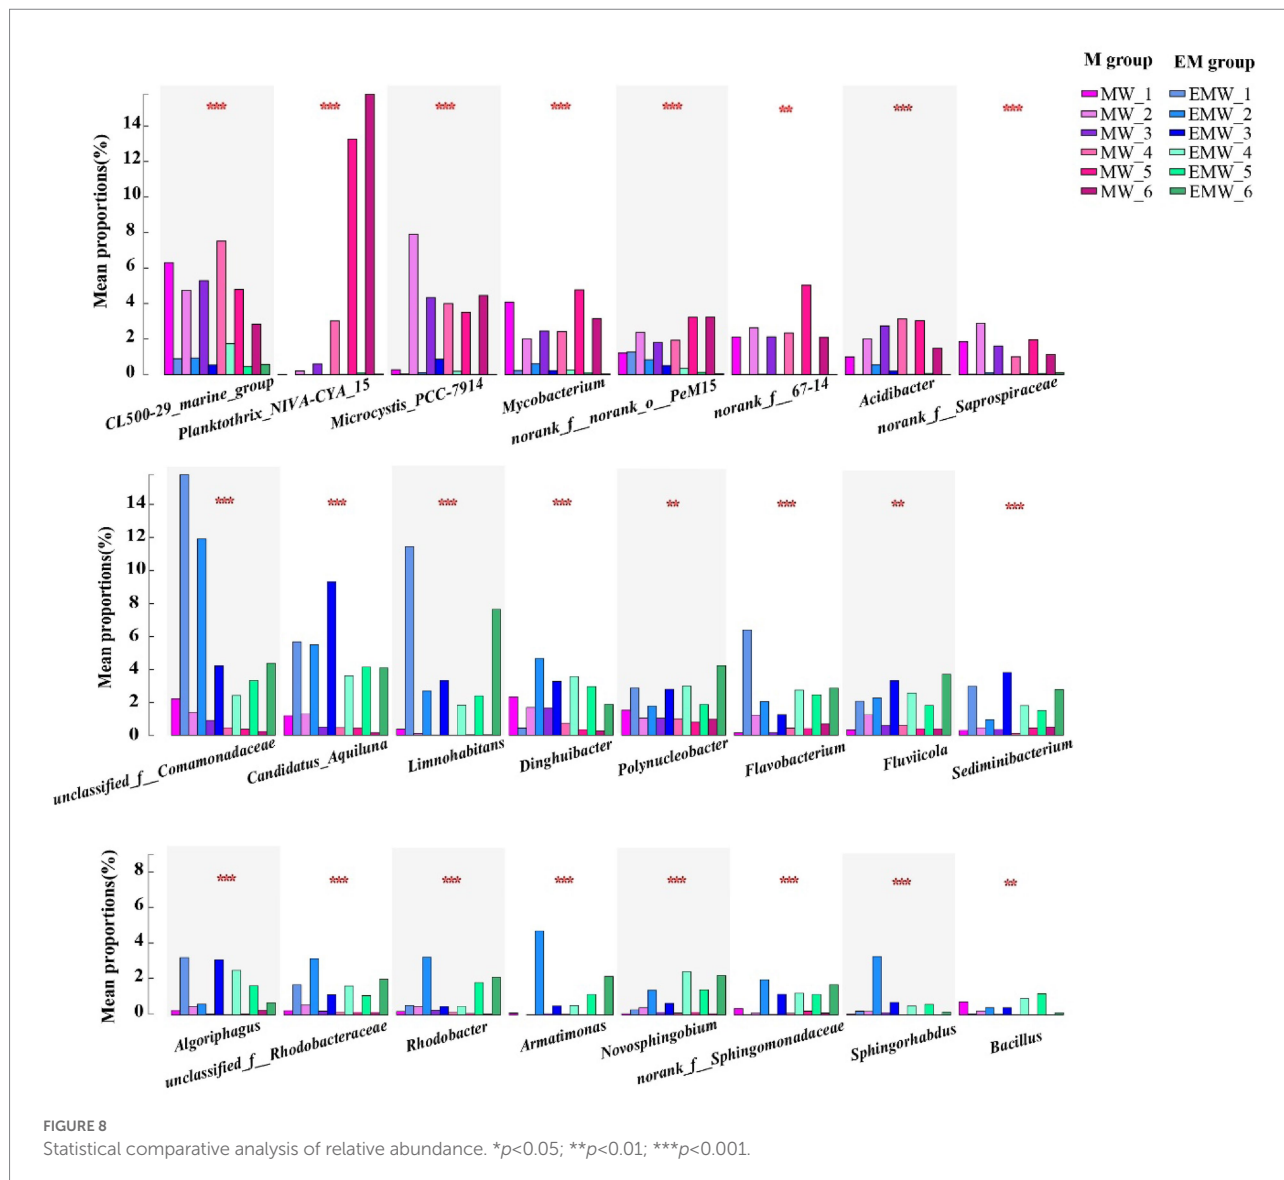 M group EM group
MW_1 EMW_1
MW_2 EMW_2
MW_3 EMW_3
MW_4 EMW_4
MW_5 EMW_5
MW_6 EMW_6
Mean proportions(%)
14
12
10
8
6
4
2
0
*** *** *** *** *** ** *** ***
CL500-29_marine_group
Planktothrix_NIVA-CYA_15
Microcystis_PCC-7914
Mycobacterium
norank_f__norank_o__PeM15
norank_f__67-14
Acidibacter
norank_f__Saprospiraceae
Mean proportions(%)
14
12
10
8
6
4
2
0
*** *** *** *** ** *** ** ***
unclassified_f__Comamonadaceae
Candidatus_Aquiluna
Limnohabitans
Dinghuibacter
Polynucleobacter
Flavobacterium
Fluviicola
Sediminibacterium
Mean proportions(%)
8
6
4
2
0
*** *** *** *** *** *** *** **
Algoriphagus
unclassified_f__Rhodobacteraceae
Rhodobacter
Armatimonas
Novosphingobium
norank_f__Sphingomonadaceae
Sphingorhabdus
Bacillus
FIGURE 8
Statistical comparative analysis of relative abundance. *p<0.05; **p<0.01; ***p<0.001.